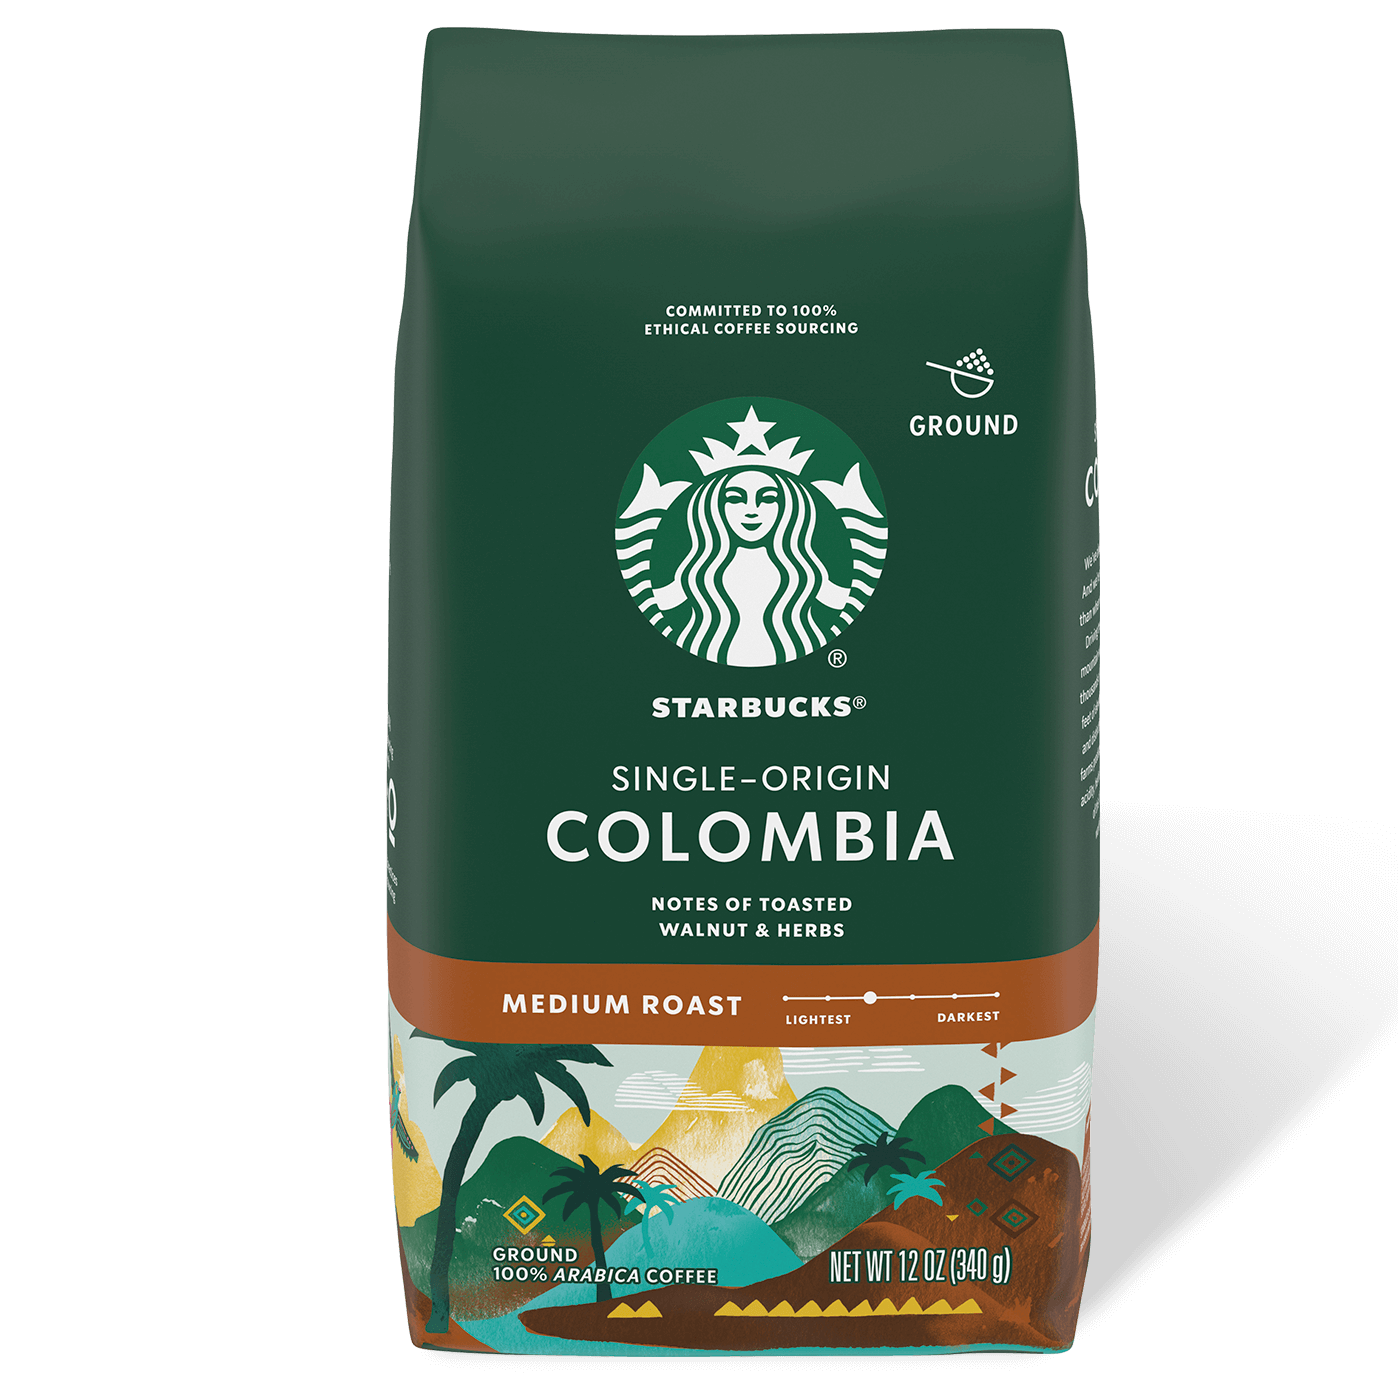 COMMITTED TO 100%
ETHICAL COFFEE SOURCING
GROUND
STARBUCKS®
SINGLE-ORIGIN
COLOMBIA
NOTES OF TOASTED
WALNUT & HERBS
MEDIUM ROAST
LIGHTEST
DARKEST
GROUND
100% ARABICA COFFEE
NET WT 12 OZ (340 g)